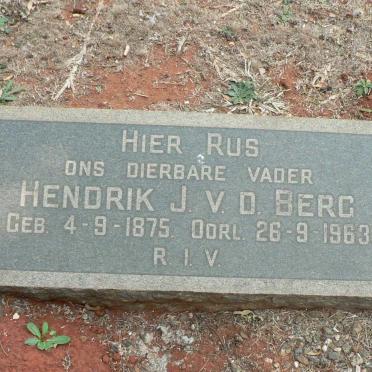 HIER RUS
ONS DIERBARE VADER
HENDRIK J. V. D. BERG
GEB. 4-9-1875. OORL. 26-9-1963
R. I. V.